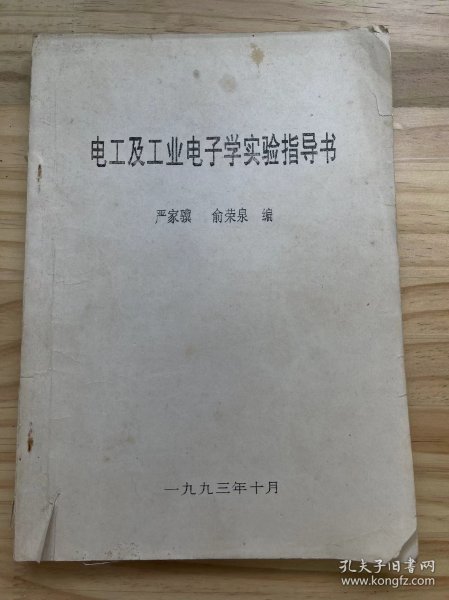 电工及工业电子学实验指导书
严家骥 俞荣泉 编
一九九三年十月
孔夫子旧书网
www.kongfz.com